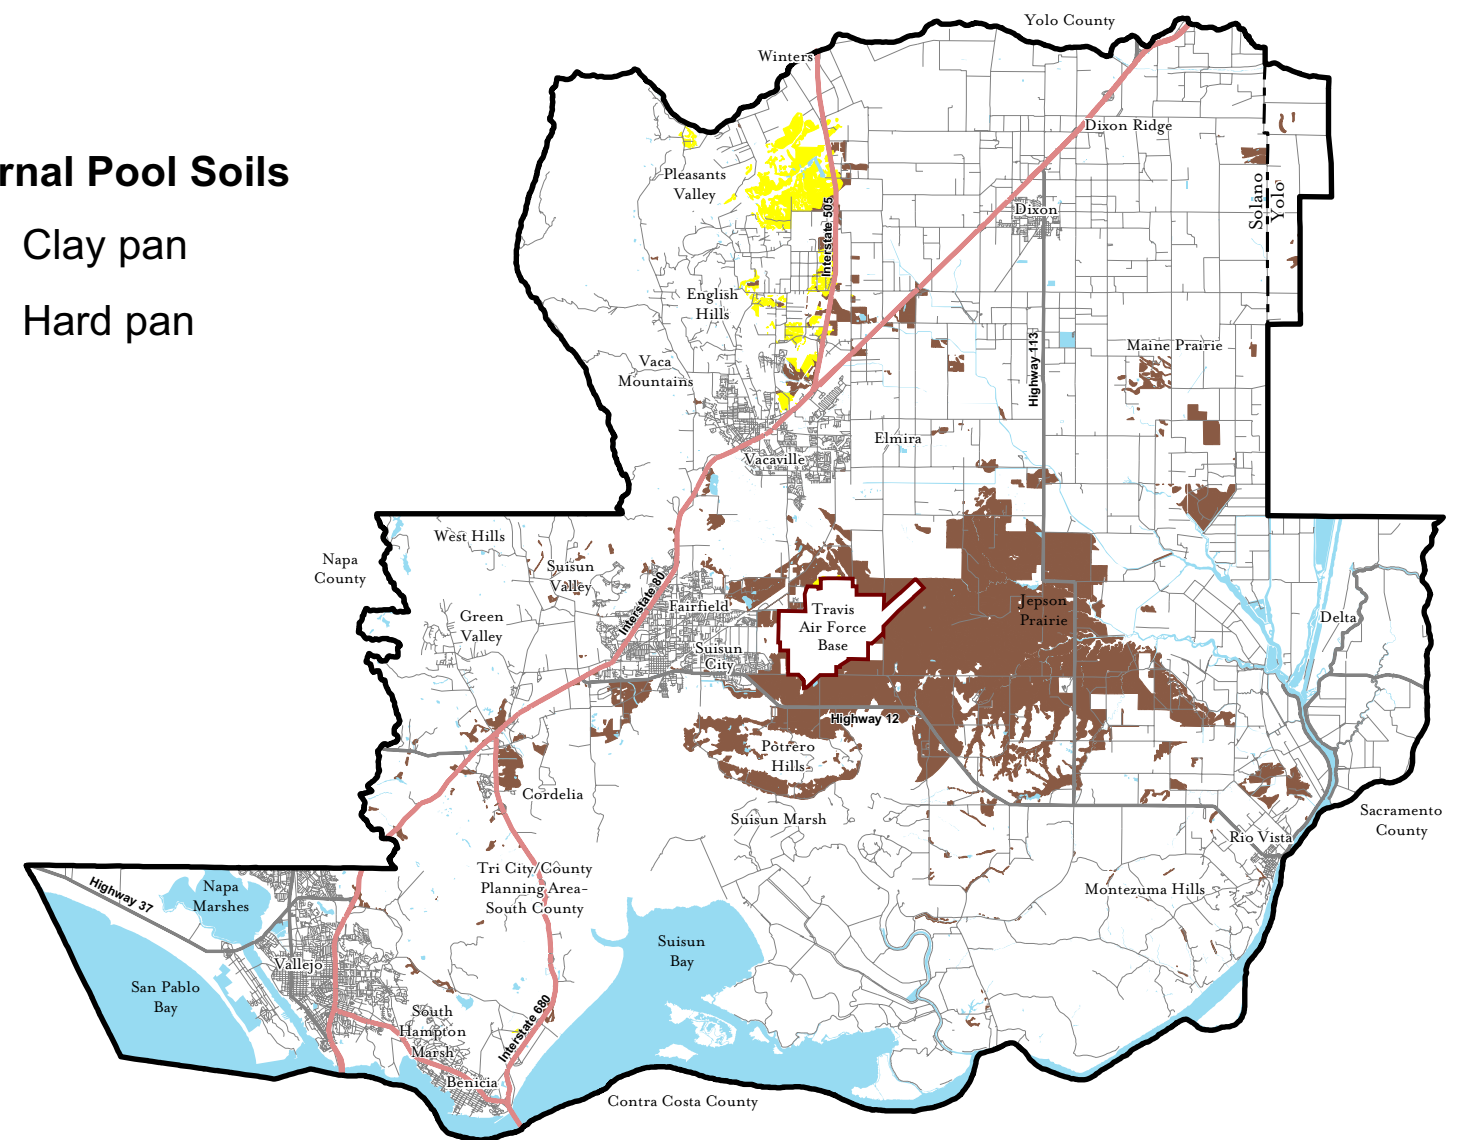 Yolo County
Winters
Dixon Ridge
rnal Pool Soils
Pleasants
Valley
Solano
Yolo
Clay pan
Dixon
Interstate 505
Hard pan
English
Hills
Highway 113
Maine Prairie
Vaca
Mountains
Elmira
Vacaville
West Hills
Napa
County
Suisun
Valley
Interstate 80
Fairfield
Travis
Air Force
Base
Jepson
Prairie
Delta
Green
Valley
Suisun
City
Highway 12
Potrero
Hills
Cordelia
Suisun Marsh
Sacramento
County
Rio Vista
Tri City/County
Planning Area-
South County
Highway 37
Napa
Marshes
Montezuma Hills
Suisun
Bay
Vallejo
San Pablo
Bay
South
Hampton
Marsh
Interstate 680
Benicia
Contra Costa County